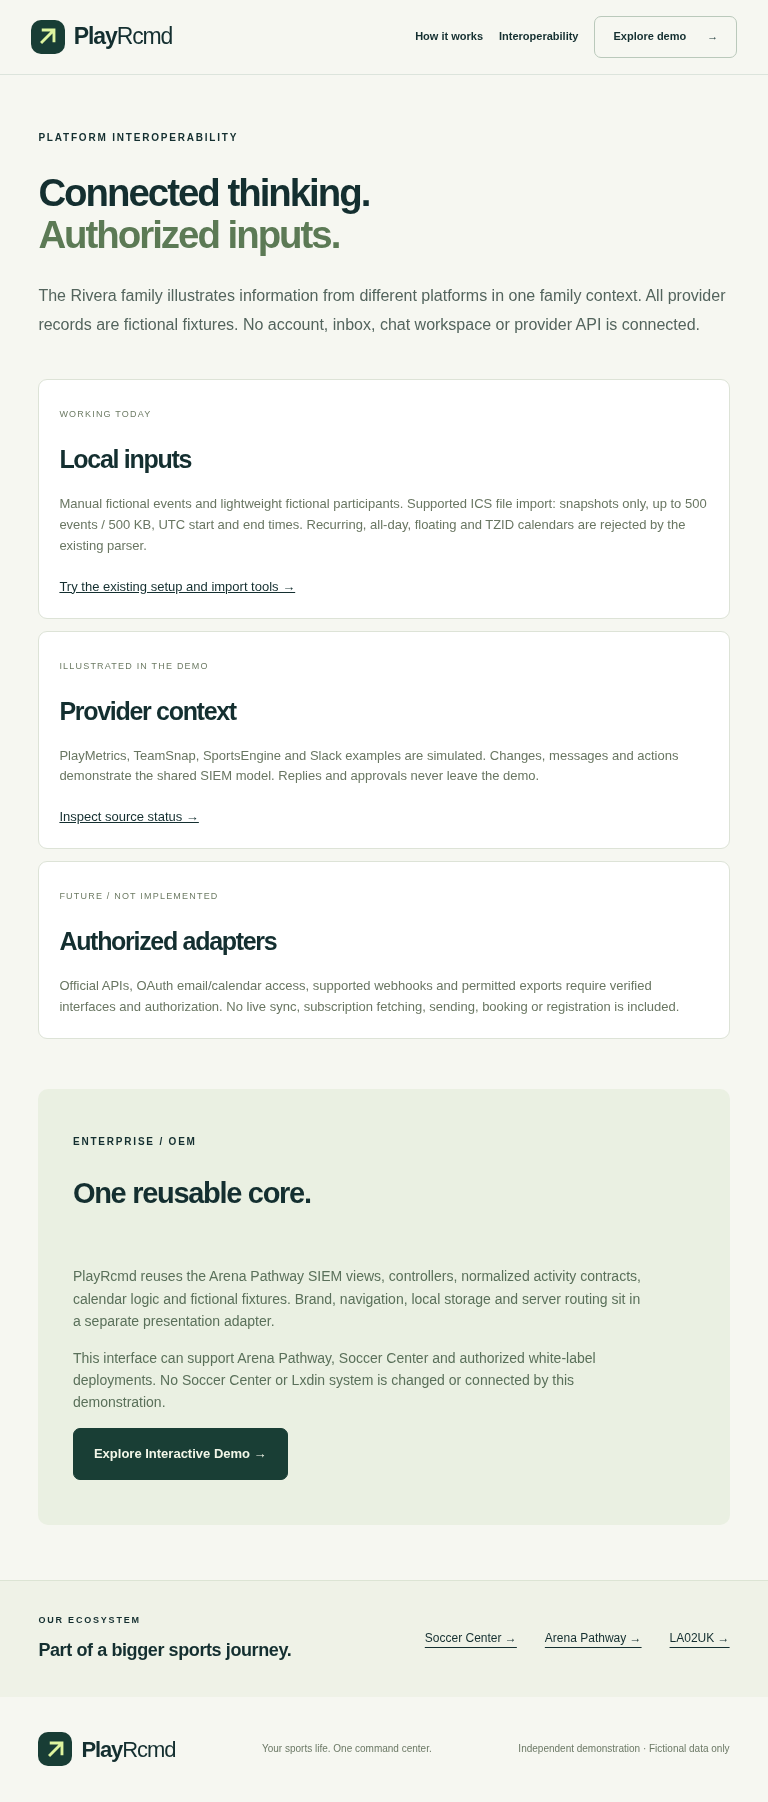 PlayRcmd
How it works Interoperability Explore demo →
PLATFORM INTEROPERABILITY
Connected thinking.
Authorized inputs.
The Rivera family illustrates information from different platforms in one family context. All provider
records are fictional fixtures. No account, inbox, chat workspace or provider API is connected.
WORKING TODAY
Local inputs
Manual fictional events and lightweight fictional participants. Supported ICS file import: snapshots only, up to 500
events / 500 KB, UTC start and end times. Recurring, all-day, floating and TZID calendars are rejected by the
existing parser.
Try the existing setup and import tools →
ILLUSTRATED IN THE DEMO
Provider context
PlayMetrics, TeamSnap, SportsEngine and Slack examples are simulated. Changes, messages and actions
demonstrate the shared SIEM model. Replies and approvals never leave the demo.
Inspect source status →
FUTURE / NOT IMPLEMENTED
Authorized adapters
Official APIs, OAuth email/calendar access, supported webhooks and permitted exports require verified
interfaces and authorization. No live sync, subscription fetching, sending, booking or registration is included.
ENTERPRISE / OEM
One reusable core.
PlayRcmd reuses the Arena Pathway SIEM views, controllers, normalized activity contracts,
calendar logic and fictional fixtures. Brand, navigation, local storage and server routing sit in
a separate presentation adapter.
This interface can support Arena Pathway, Soccer Center and authorized white-label
deployments. No Soccer Center or Lxdin system is changed or connected by this
demonstration.
Explore Interactive Demo →
OUR ECOSYSTEM
Part of a bigger sports journey.
Soccer Center → Arena Pathway → LA02UK →
PlayRcmd
Your sports life. One command center.
Independent demonstration · Fictional data only